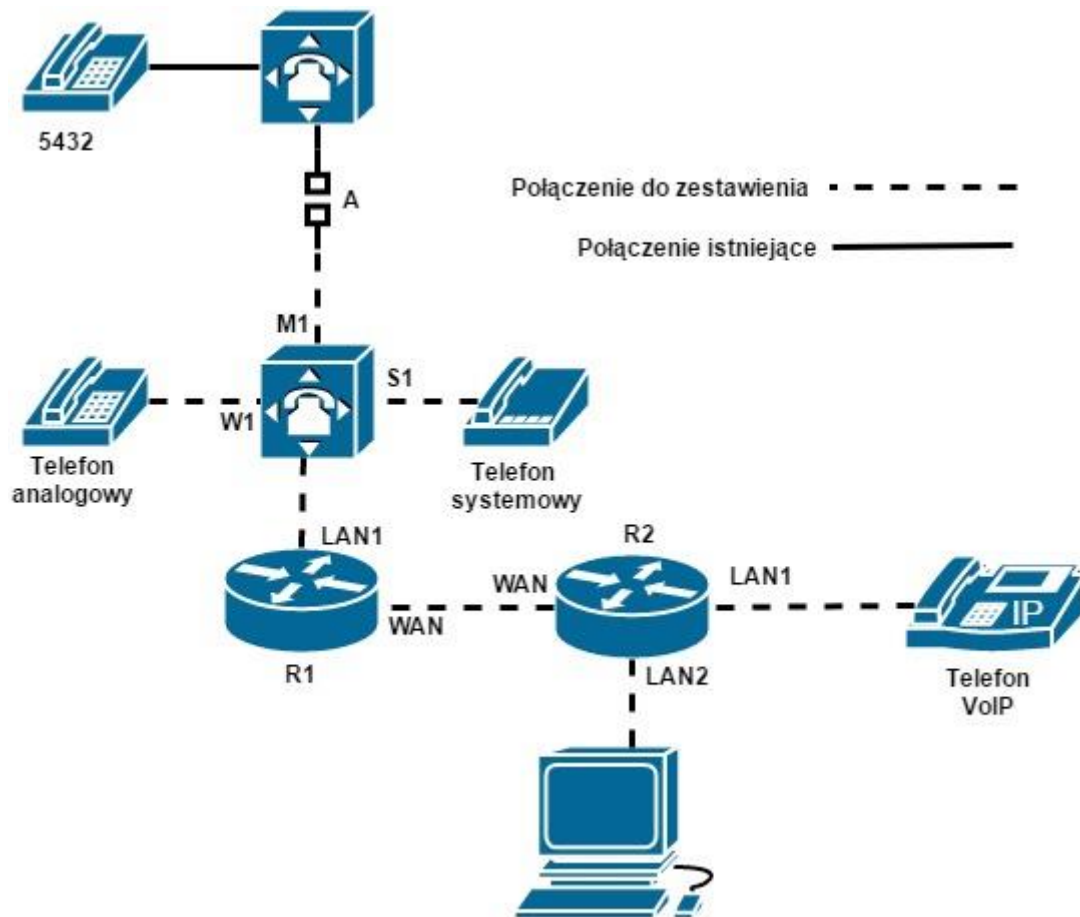 5432
A
Połączenie do zestawienia
Połączenie istniejące
M1
S1
W1
Telefon
analogowy
Telefon
systemowy
LAN1
R2
WAN
LAN1
WAN
IP
R1
LAN2
Telefon
VoIP